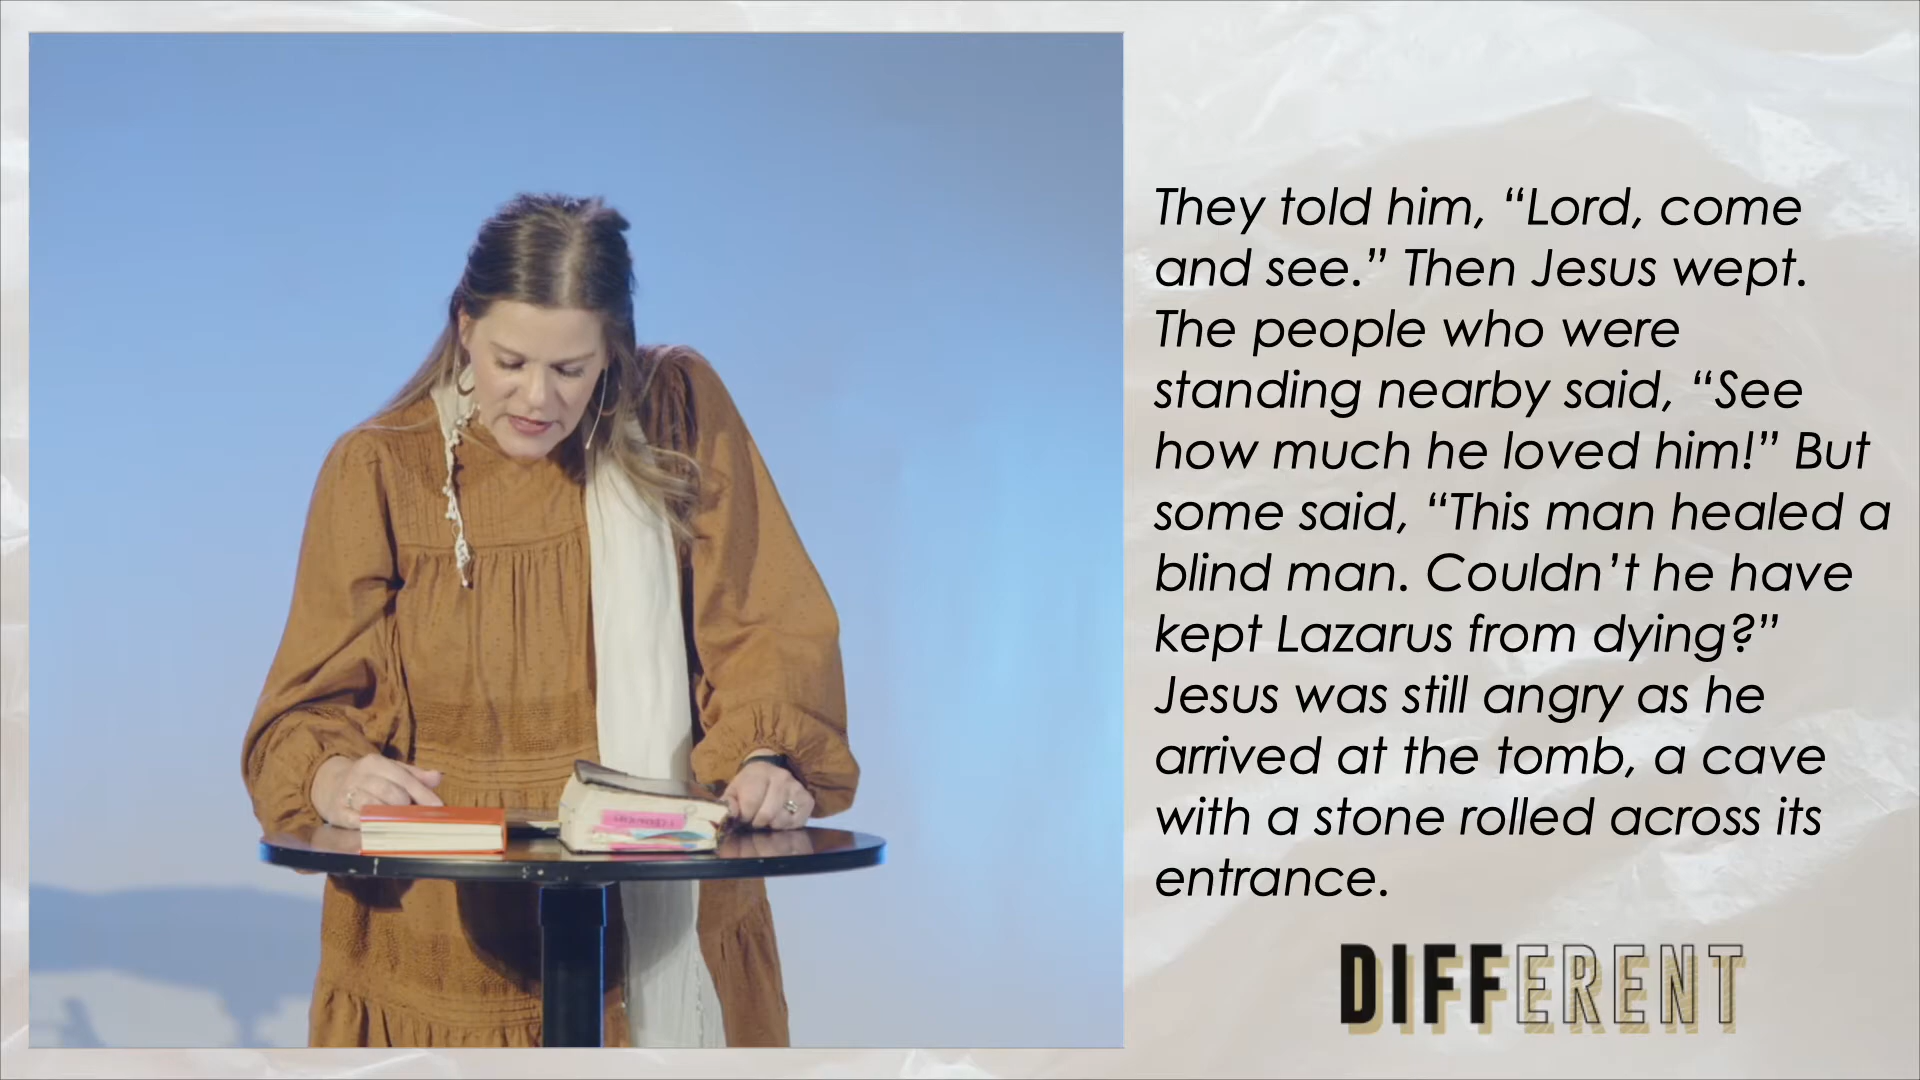 They told him, “Lord, come
and see.” Then Jesus wept.
The people who were
standing nearby said, “See
how much he loved him!” But
some said, “This man healed a
blind man. Couldn’t he have
kept Lazarus from dying?”
Jesus was still angry as he
arrived at the tomb, a cave
with a stone rolled across its
entrance.
DIFFERENT